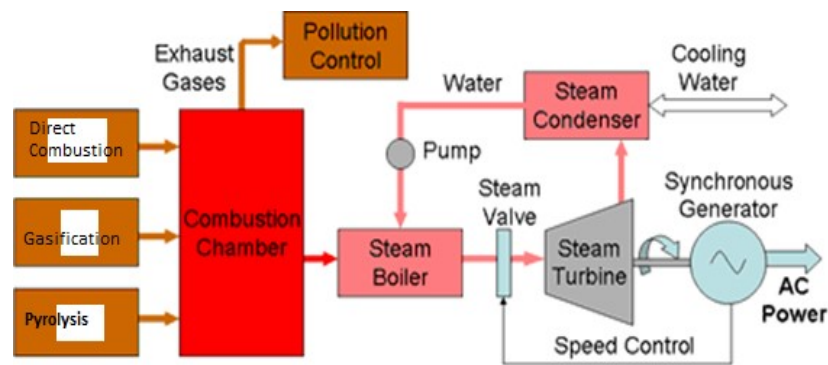 Exhaust
Gases
Pollution
Control
Direct
Combustion
Gasification
Pyrolysis
Combustion
Chamber
Water
Pump
Steam
Condenser
Cooling
Water
Steam
Boiler
Steam
Valve
Steam
Turbine
Synchronous
Generator
AC
Power
Speed Control